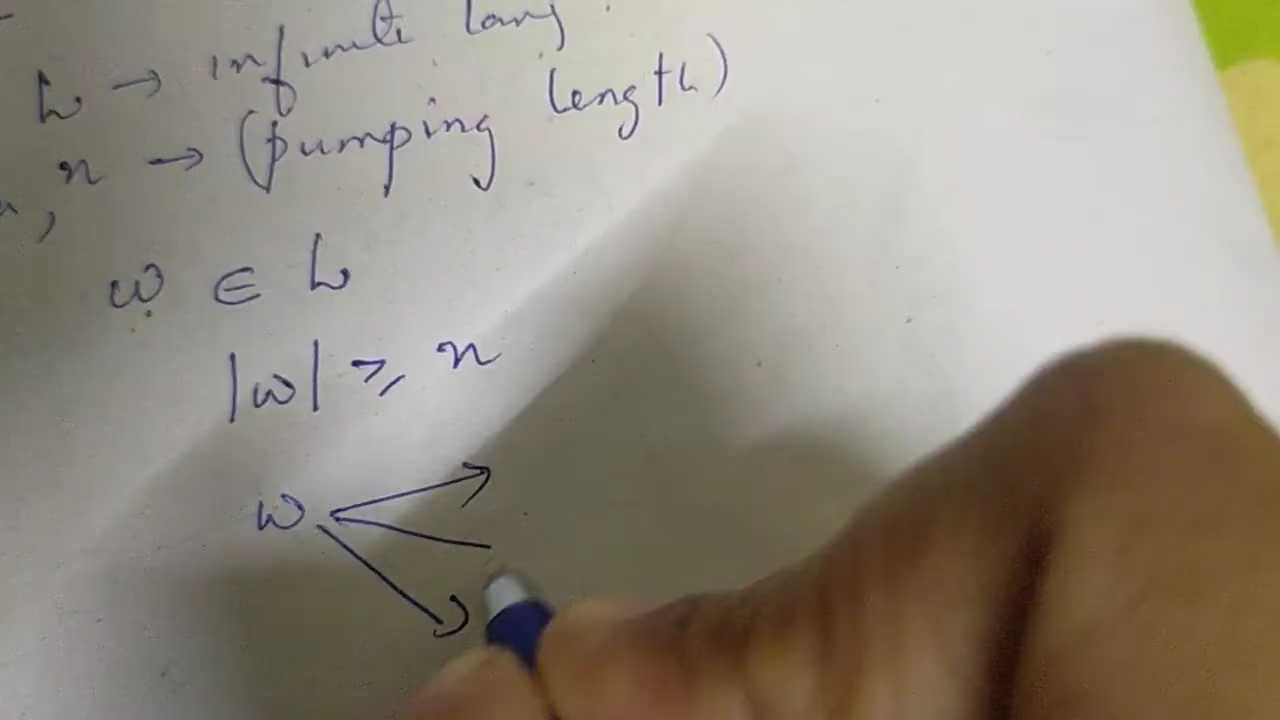 L → infinite lang.
n → (pumping length)
,
w ∈ L
|w| ⩾ n
w